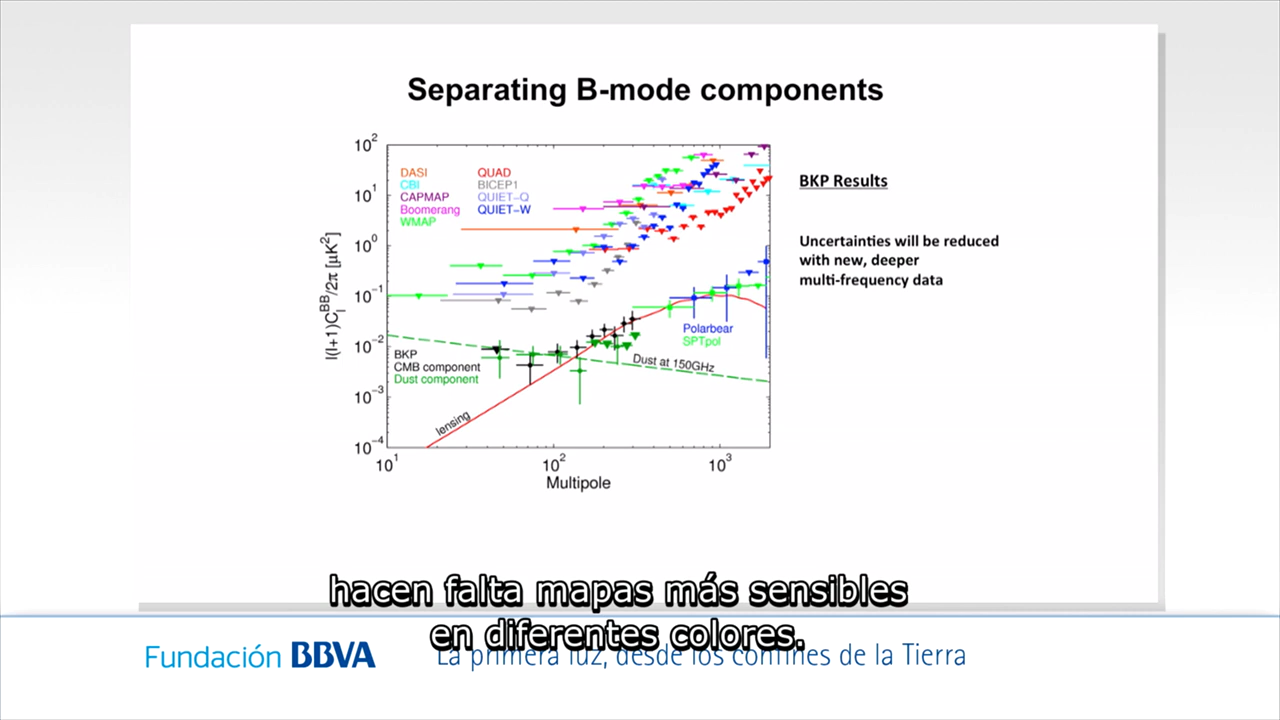 Separating B-mode components
10²
10¹
10⁰
10⁻¹
10⁻²
10⁻³
10⁻⁴
l(l+1)C_l^BB/2π [μK²]
DASI
CBI
CAPMAP
Boomerang
WMAP
QUAD
BICEP1
QUIET-Q
QUIET-W
Polarbear
SPTpol
BKP
CMB component
Dust component
Dust at 150GHz
lensing
10¹
10²
10³
Multipole
BKP Results
Uncertainties will be reduced
with new, deeper
multi-frequency data
hacen falta mapas más sensibles
en diferentes colores.
Fundación BBVA
La primera luz, desde los confines de la Tierra